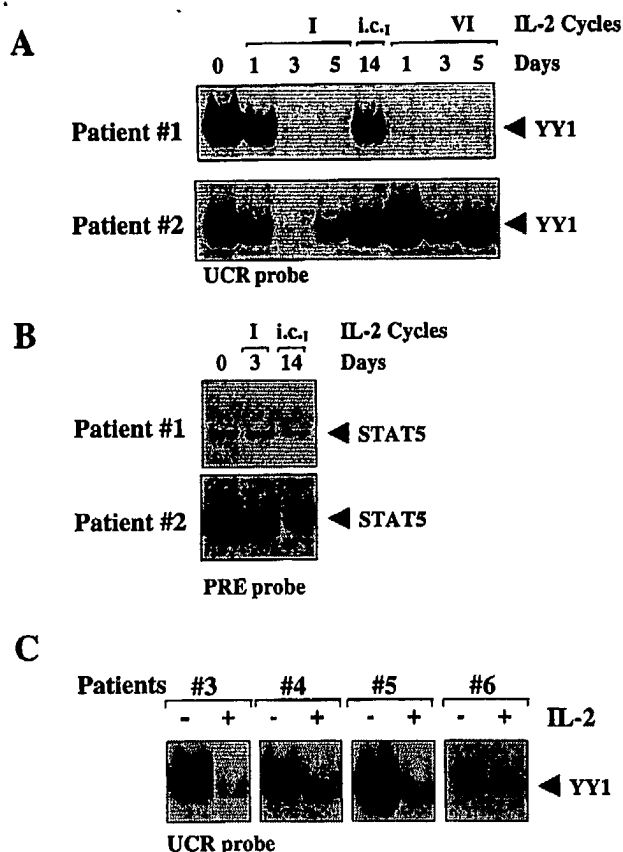 A
I i.c.I VI IL-2 Cycles
0 1 3 5 14 1 3 5 Days
Patient #1 YY1
Patient #2 YY1
UCR probe
B
I i.c.I IL-2 Cycles
0 3 14 Days
Patient #1 STAT5
Patient #2 STAT5
PRE probe
C
Patients #3 #4 #5 #6
- + - + - + - + IL-2
YY1
UCR probe